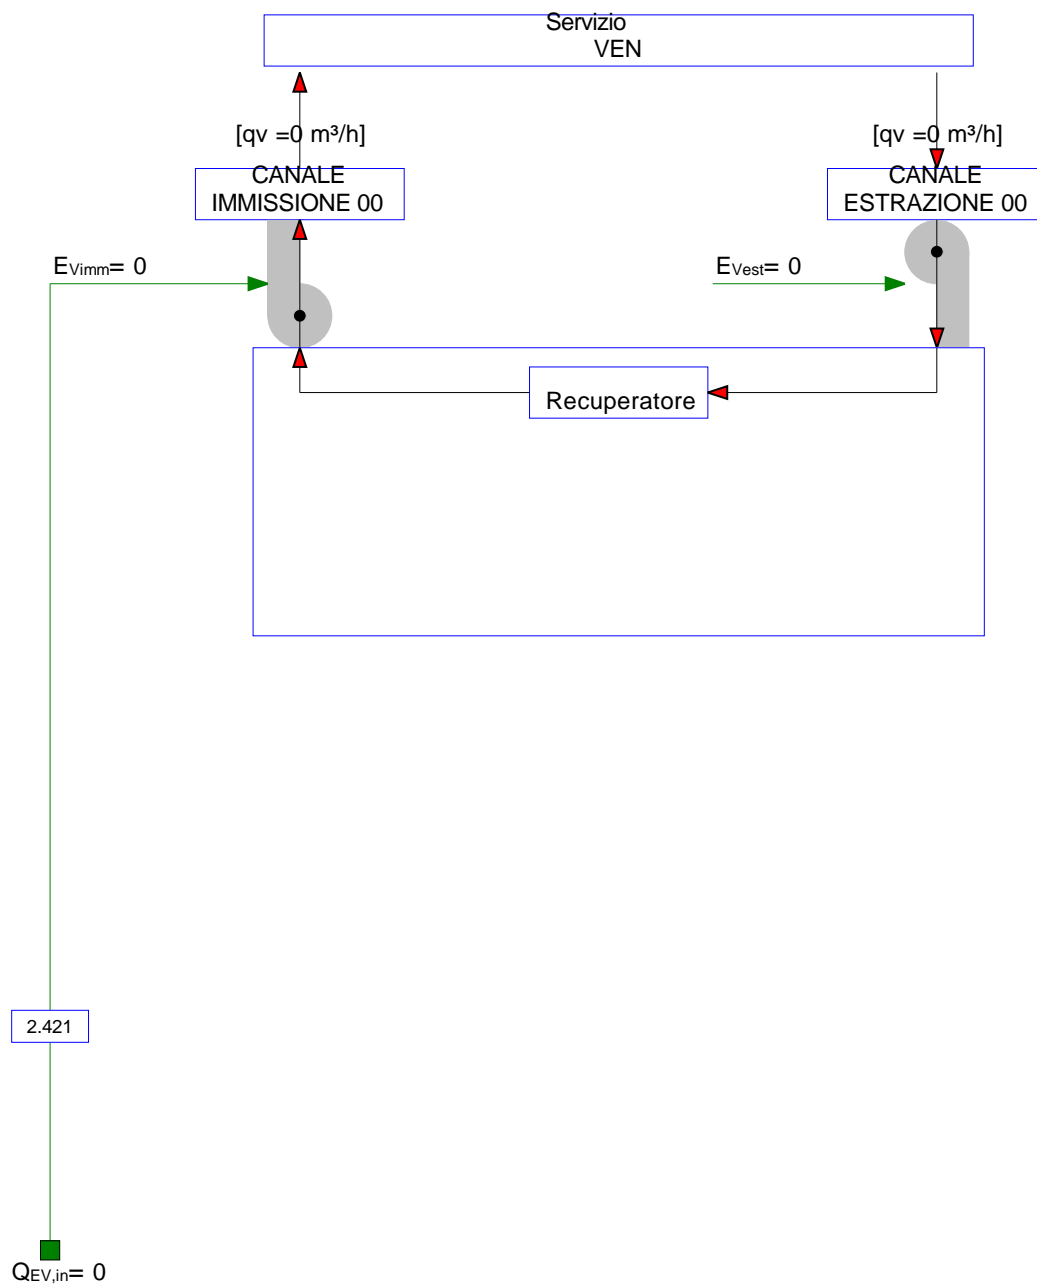 Servizio
VEN
[qv =0 m³/h]
[qv =0 m³/h]
CANALE
IMMISSIONE 00
CANALE
ESTRAZIONE 00
EVimm= 0
EVest= 0
Recuperatore
2.421
QEV,in= 0